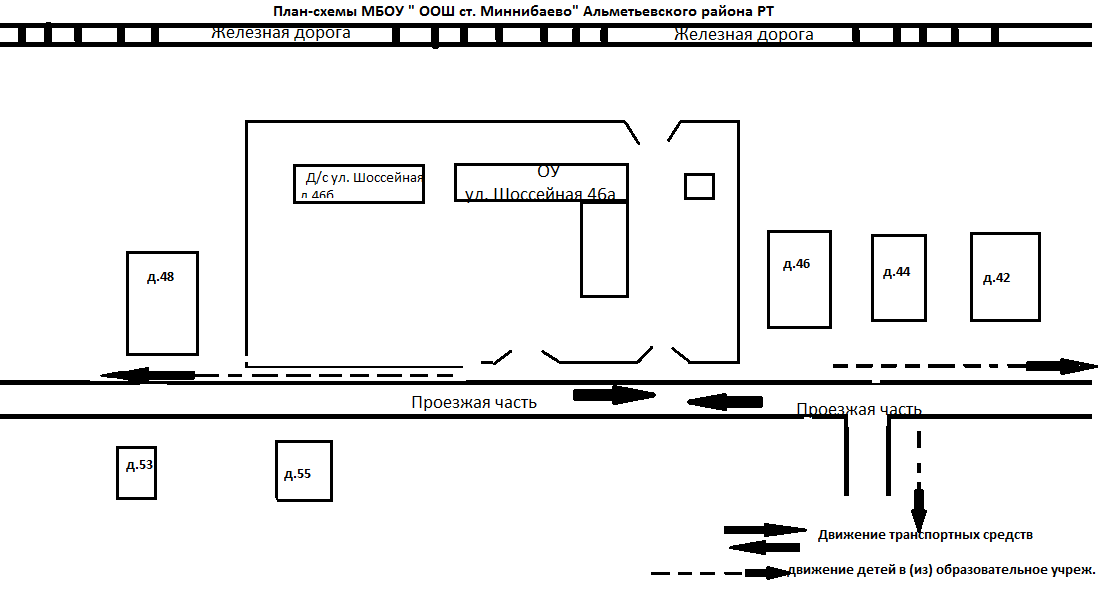 План-схемы МБОУ " ООШ ст. Миннибаево" Альметьевского района РТ
Железная дорога
Железная дорога
Д/с ул. Шоссейная
д.46б
ОУ
ул. Шоссейная 46а
д.48
д.46
д.44
д.42
Проезжая часть
Проезжая часть
д.53
д.55
Движение транспортных средств
движение детей в (из) образовательное учреж.